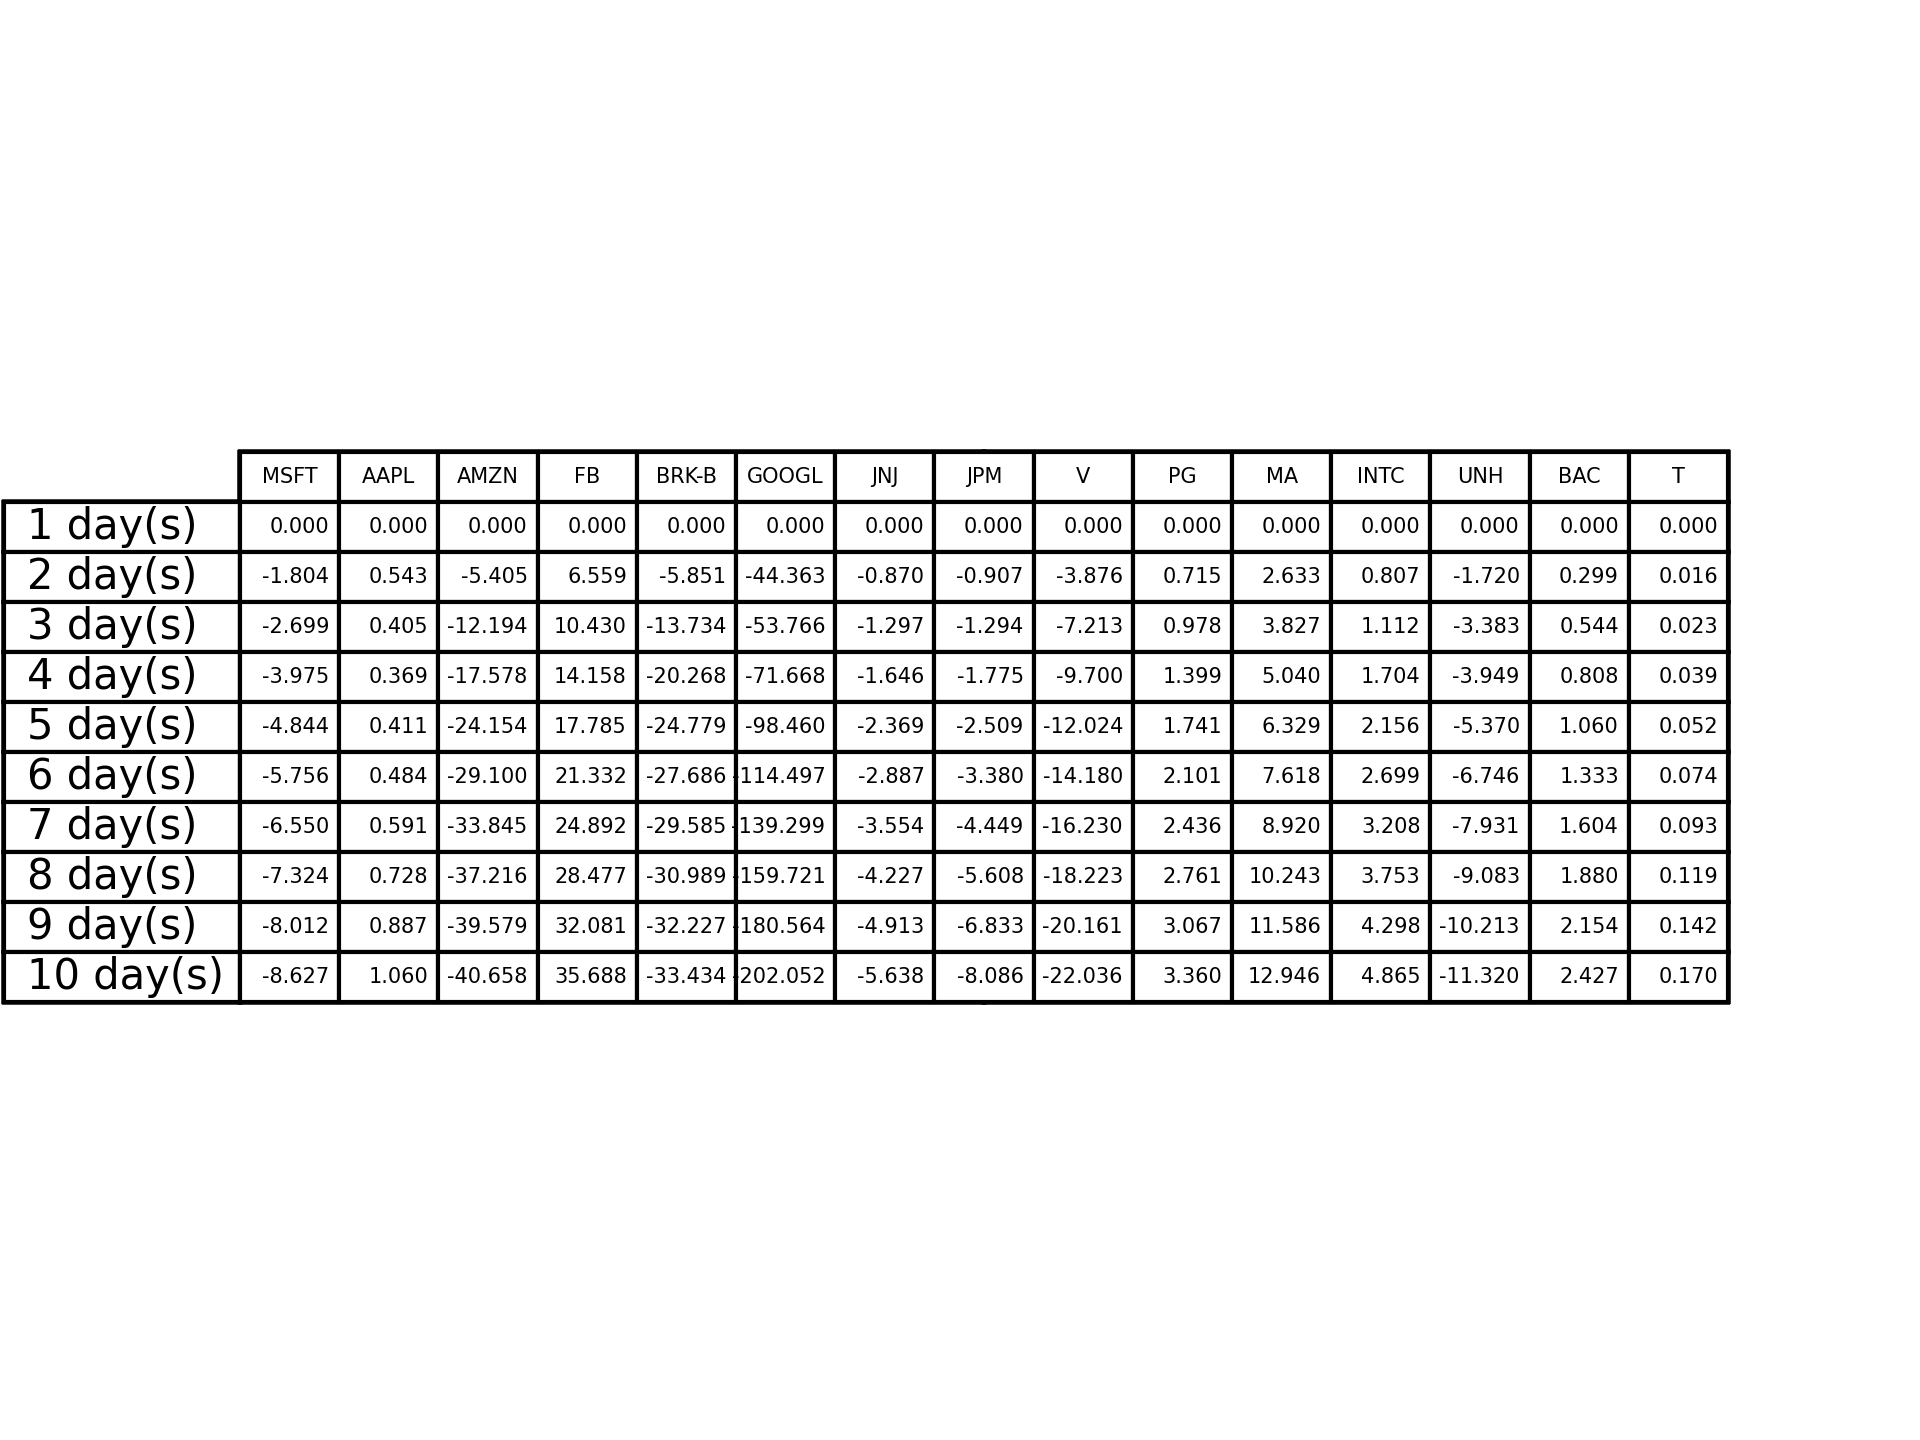 MSFT AAPL AMZN FB BRK-B GOOGL JNJ JPM V PG MA INTC UNH BAC T
1 day(s) 0.000 0.000 0.000 0.000 0.000 0.000 0.000 0.000 0.000 0.000 0.000 0.000 0.000 0.000 0.000
2 day(s) -1.804 0.543 -5.405 6.559 -5.851 -44.363 -0.870 -0.907 -3.876 0.715 2.633 0.807 -1.720 0.299 0.016
3 day(s) -2.699 0.405 -12.194 10.430 -13.734 -53.766 -1.297 -1.294 -7.213 0.978 3.827 1.112 -3.383 0.544 0.023
4 day(s) -3.975 0.369 -17.578 14.158 -20.268 -71.668 -1.646 -1.775 -9.700 1.399 5.040 1.704 -3.949 0.808 0.039
5 day(s) -4.844 0.411 -24.154 17.785 -24.779 -98.460 -2.369 -2.509 -12.024 1.741 6.329 2.156 -5.370 1.060 0.052
6 day(s) -5.756 0.484 -29.100 21.332 -27.686 -114.497 -2.887 -3.380 -14.180 2.101 7.618 2.699 -6.746 1.333 0.074
7 day(s) -6.550 0.591 -33.845 24.892 -29.585 -139.299 -3.554 -4.449 -16.230 2.436 8.920 3.208 -7.931 1.604 0.093
8 day(s) -7.324 0.728 -37.216 28.477 -30.989 -159.721 -4.227 -5.608 -18.223 2.761 10.243 3.753 -9.083 1.880 0.119
9 day(s) -8.012 0.887 -39.579 32.081 -32.227 -180.564 -4.913 -6.833 -20.161 3.067 11.586 4.298 -10.213 2.154 0.142
10 day(s) -8.627 1.060 -40.658 35.688 -33.434 -202.052 -5.638 -8.086 -22.036 3.360 12.946 4.865 -11.320 2.427 0.170